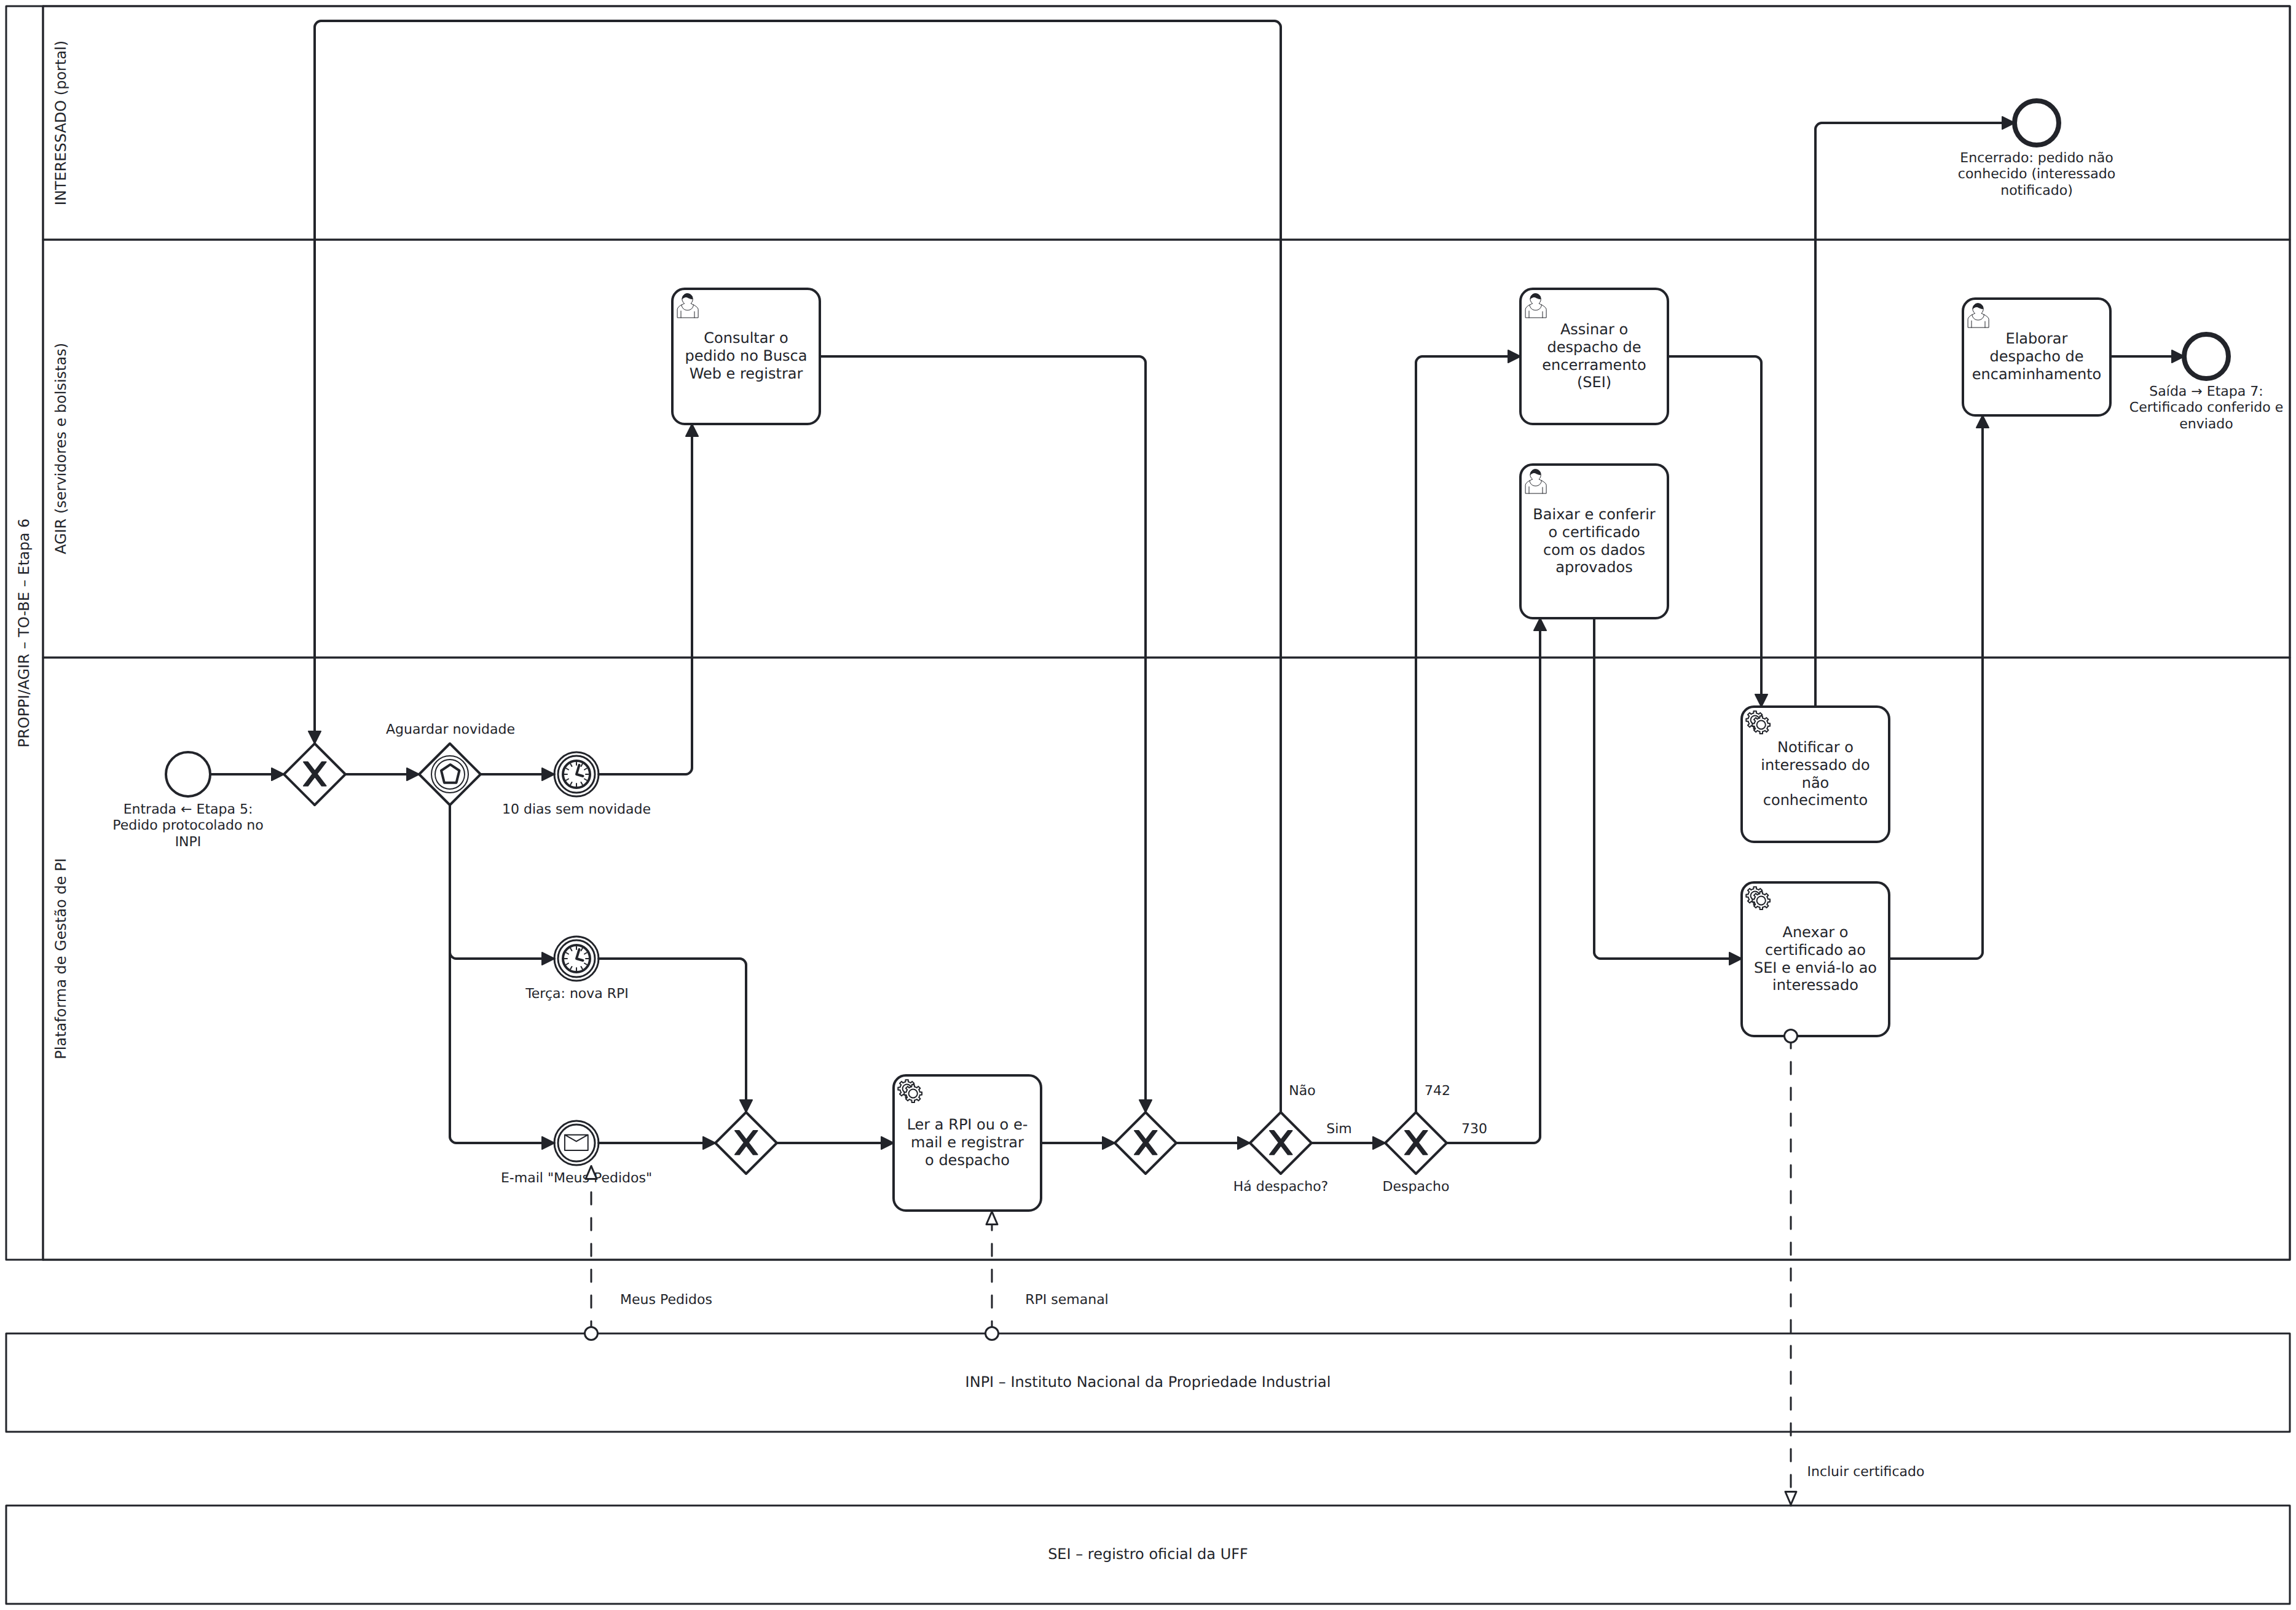 PROPPI/AGIR – TO-BE – Etapa 6
INTERESSADO (portal)
Encerrado: pedido não
conhecido (interessado
notificado)
AGIR (servidores e bolsistas)
Consultar o
pedido no Busca
Web e registrar
Assinar o
despacho de
encerramento
(SEI)
Baixar e conferir
o certificado
com os dados
aprovados
Elaborar
despacho de
encaminhamento
Saída → Etapa 7:
Certificado conferido e
enviado
Plataforma de Gestão de PI
Entrada ← Etapa 5:
Pedido protocolado no
INPI
Aguardar novidade
10 dias sem novidade
Terça: nova RPI
E-mail "Meus Pedidos"
Ler a RPI ou o e-
mail e registrar
o despacho
Há despacho?
Não
Sim
Despacho
742
730
Notificar o
interessado do
não
conhecimento
Anexar o
certificado ao
SEI e enviá-lo ao
interessado
Meus Pedidos
RPI semanal
INPI – Instituto Nacional da Propriedade Industrial
Incluir certificado
SEI – registro oficial da UFF